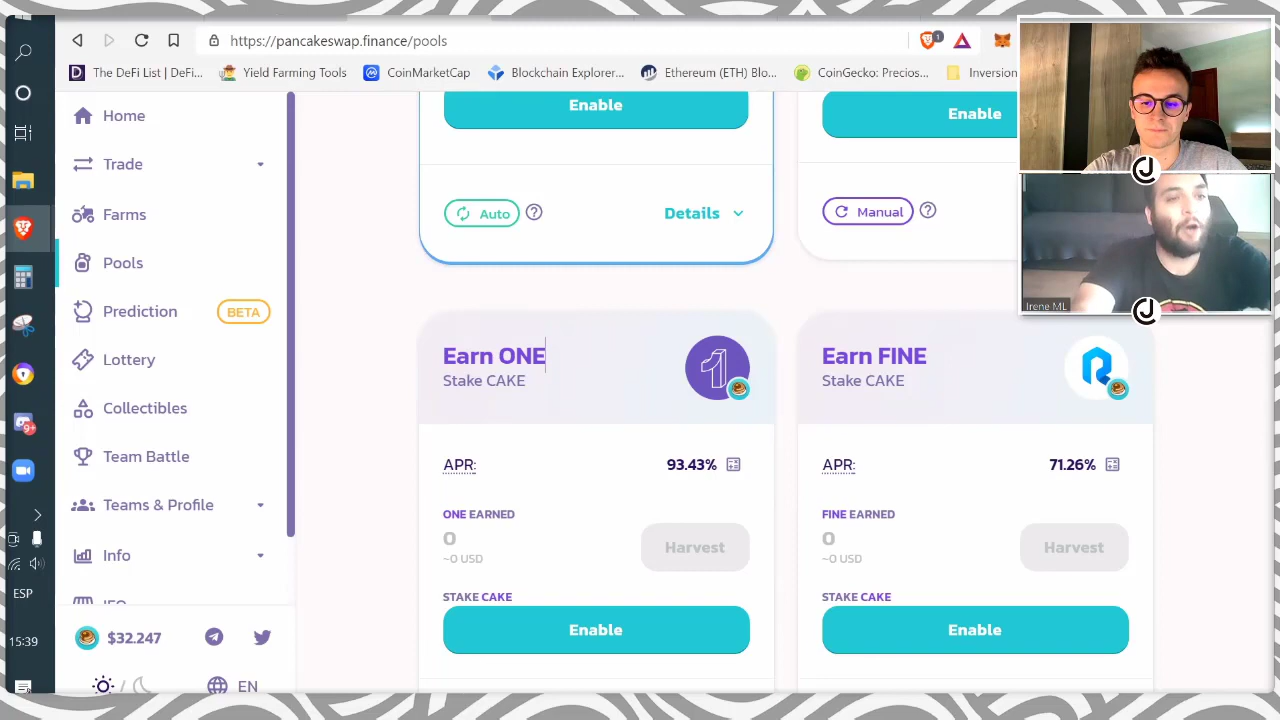 https://pancakeswap.finance/pools
1
The DeFi List | DeFi...
Yield Farming Tools
CoinMarketCap
Blockchain Explorer...
Ethereum (ETH) Blo...
CoinGecko: Precios...
Inversion
Home
Trade
Farms
Pools
Prediction
BETA
Lottery
Collectibles
Team Battle
Teams & Profile
Info
$32.247
EN
9+
ESP
15:39
Enable
Auto
Details
Enable
Manual
Earn ONE
Stake CAKE
APR:
93.43%
ONE EARNED
0
~0 USD
Harvest
STAKE CAKE
Enable
Earn FINE
Stake CAKE
APR:
71.26%
FINE EARNED
0
~0 USD
Harvest
STAKE CAKE
Enable
Irene ML